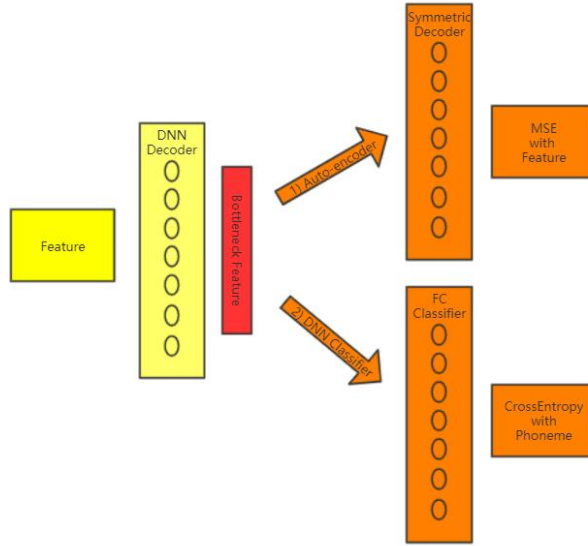 Feature
DNN
Decoder
Bottleneck Feature
1) Auto-encoder
Symmetric
Decoder
MSE
with
Feature
2) DNN Classifier
FC
Classifier
CrossEntropy
with
Phoneme